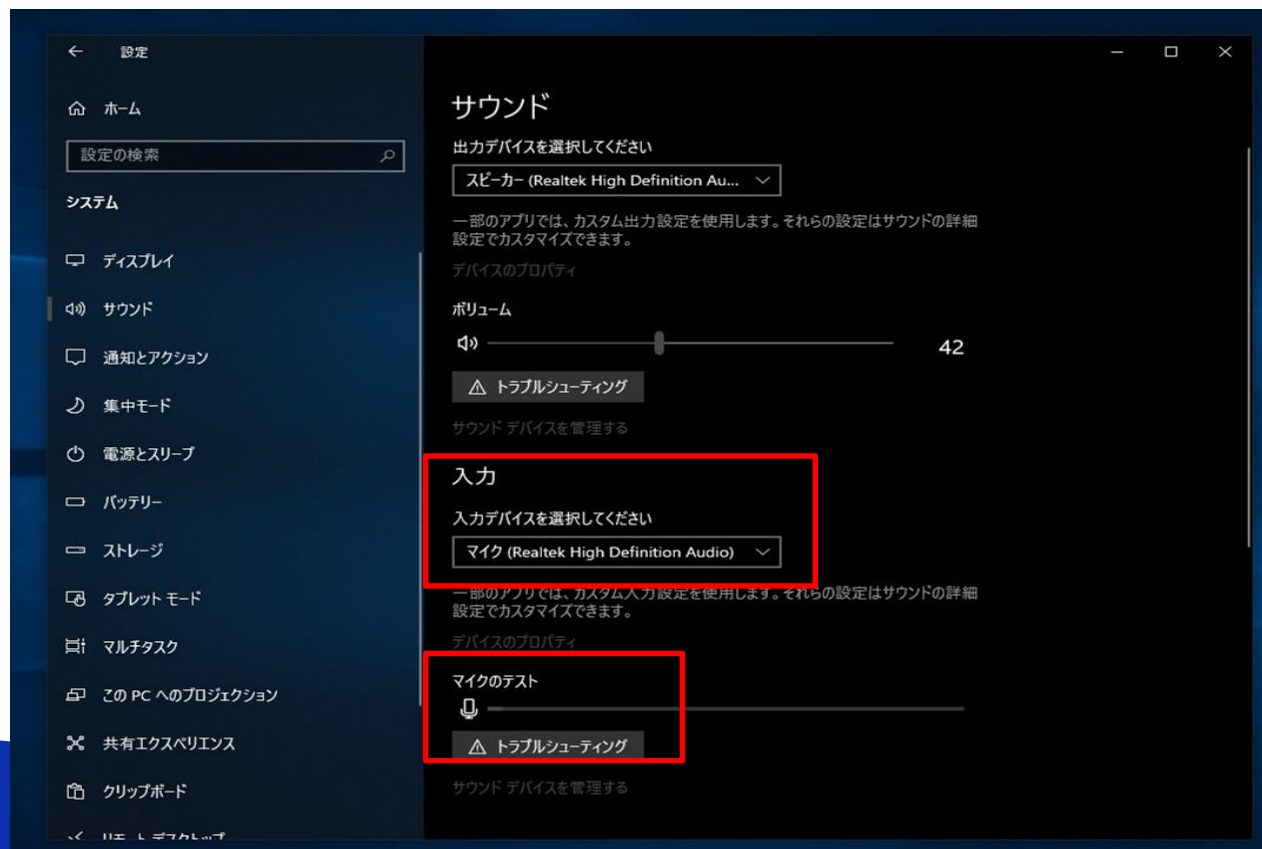 設定
ホーム
設定の検索
システム
ディスプレイ
サウンド
通知とアクション
集中モード
電源とスリープ
バッテリー
ストレージ
タブレット モード
マルチタスク
この PC へのプロジェクション
共有エクスペリエンス
クリップボード
リモート デスクトップ
サウンド
出力デバイスを選択してください
スピーカー (Realtek High Definition Au...
一部のアプリでは、カスタム出力設定を使用します。それらの設定はサウンドの詳細
設定でカスタマイズできます。
デバイスのプロパティ
ボリューム
42
トラブルシューティング
サウンド デバイスを管理する
入力
入力デバイスを選択してください
マイク (Realtek High Definition Audio)
一部のアプリでは、カスタム入力設定を使用します。それらの設定はサウンドの詳細
設定でカスタマイズできます。
デバイスのプロパティ
マイクのテスト
トラブルシューティング
サウンド デバイスを管理する